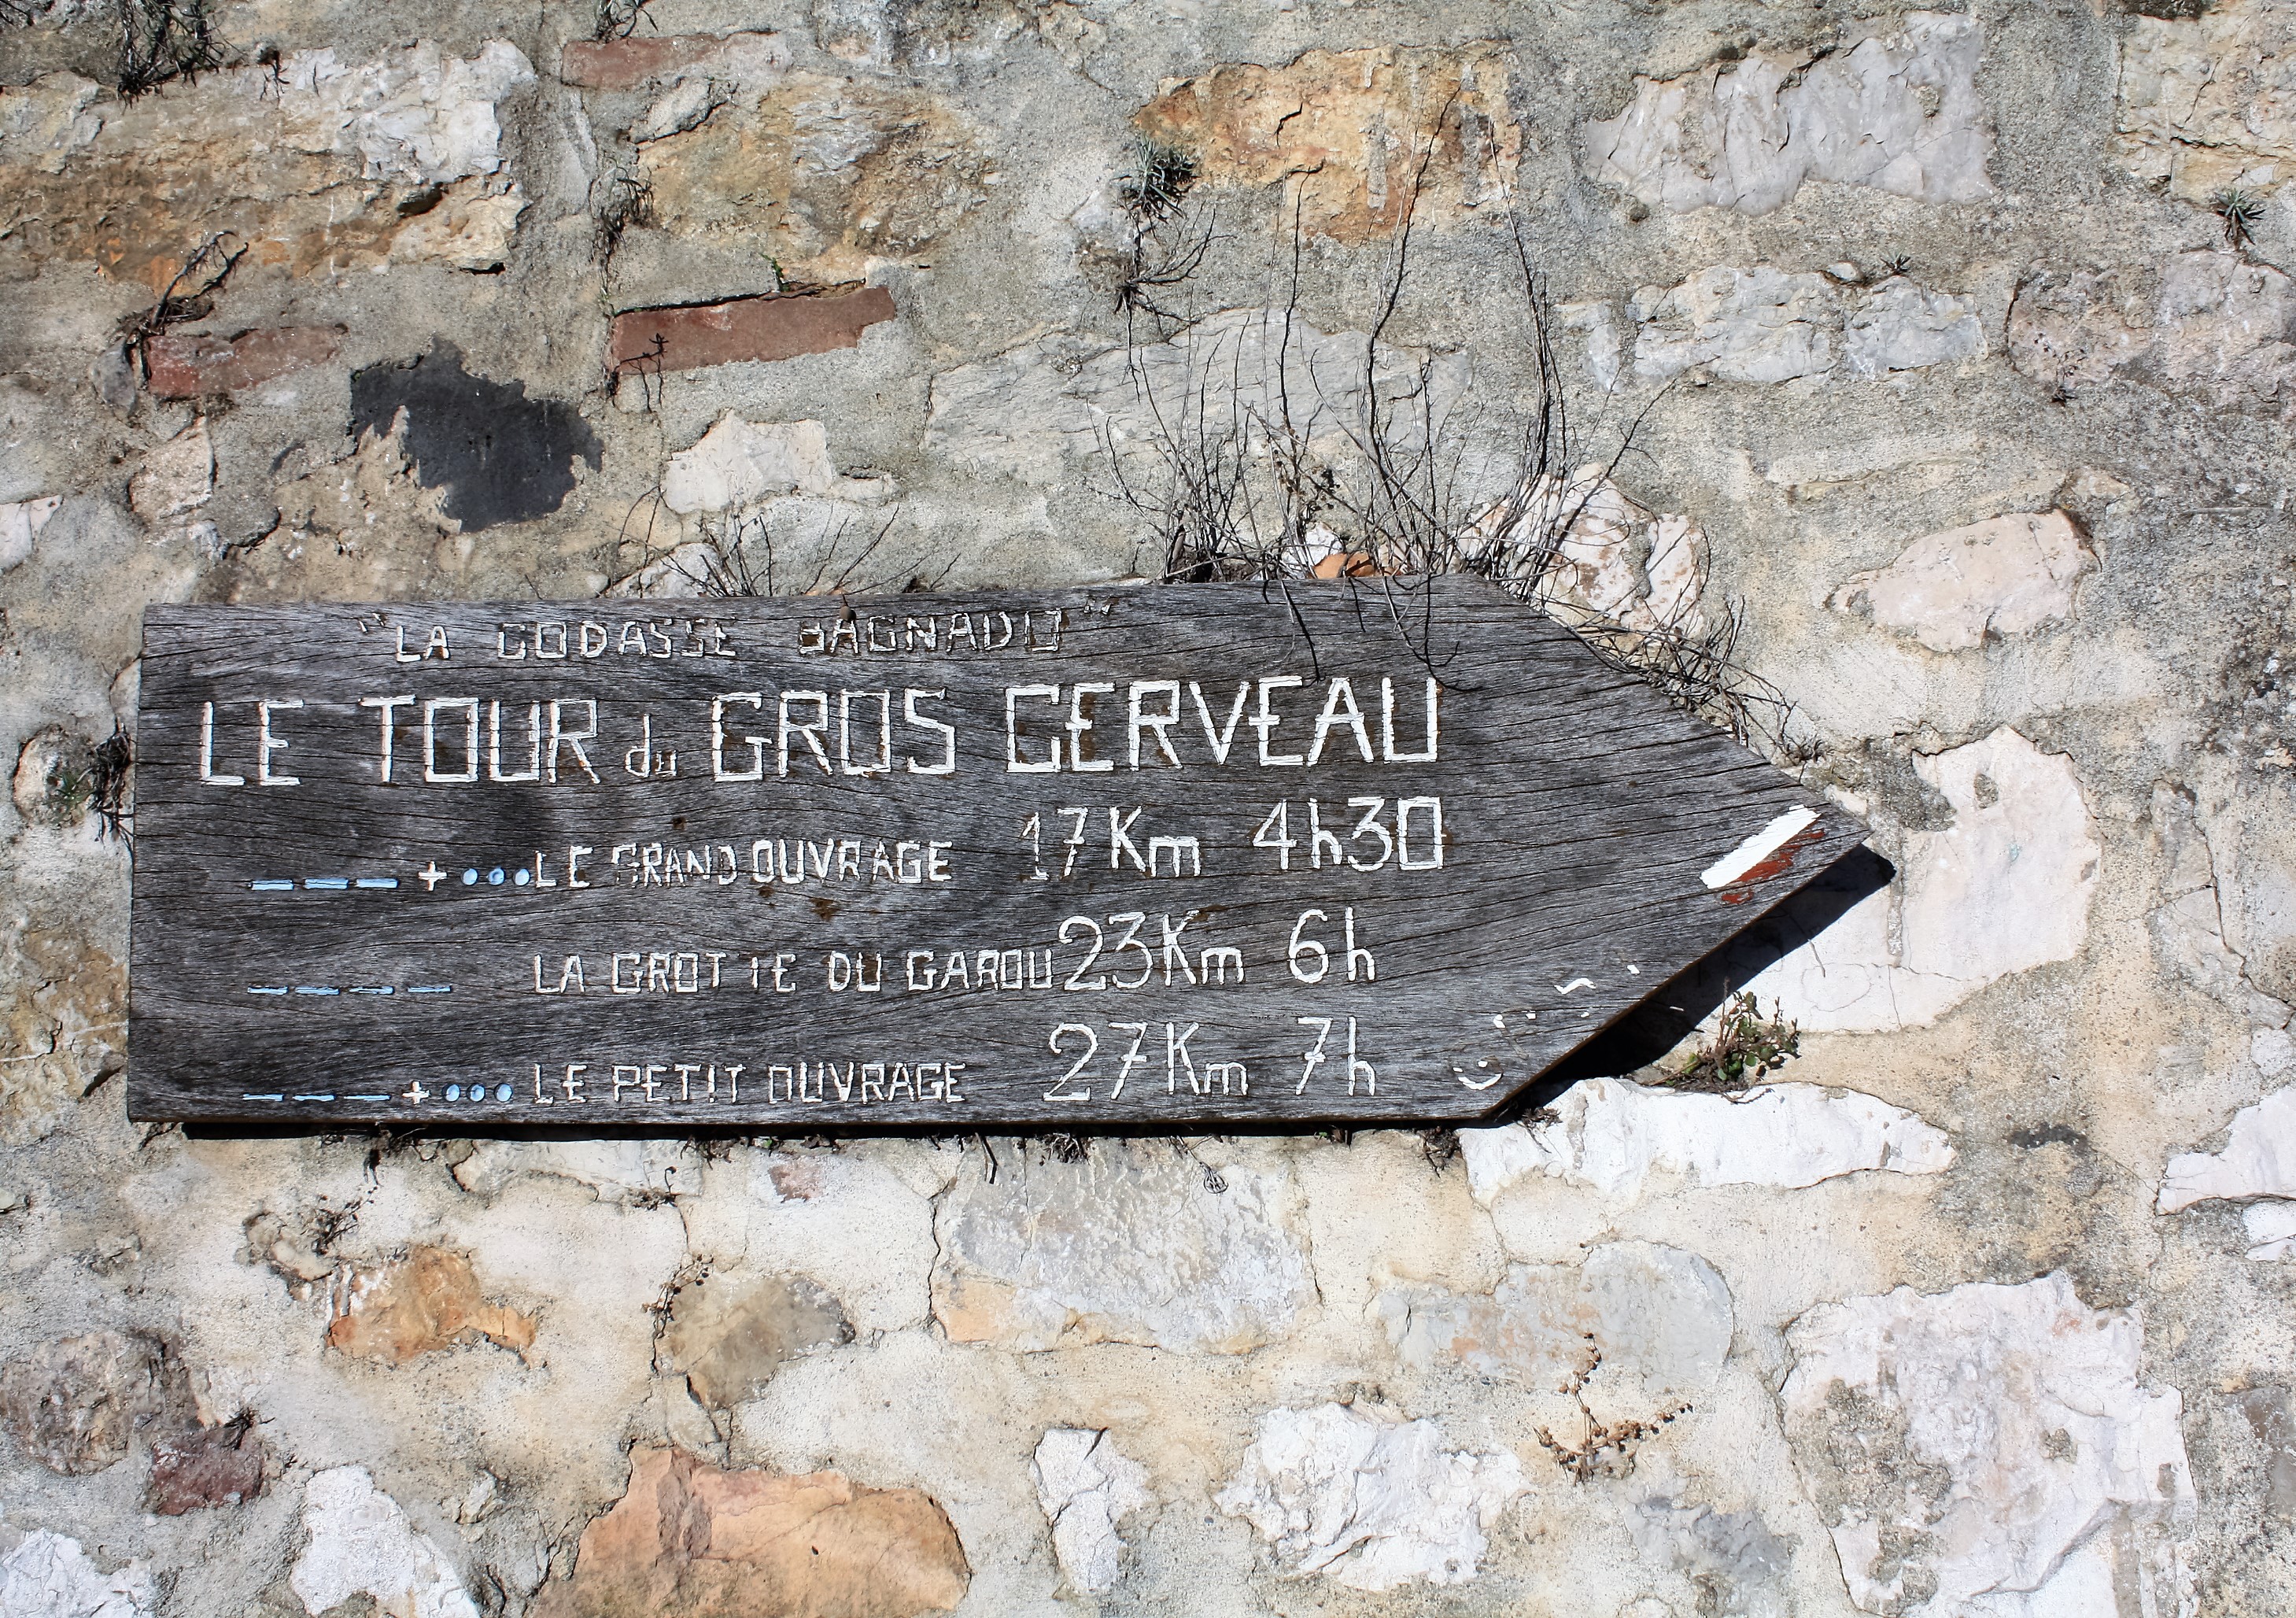 "LA GODASSE BAGNADO"
LE TOUR du GROS CERVEAU
+ LE GRAND OUVRAGE 17Km 4h30
LA GROTTE DU GAROU 23Km 6h
+ LE PETIT OUVRAGE 27Km 7h